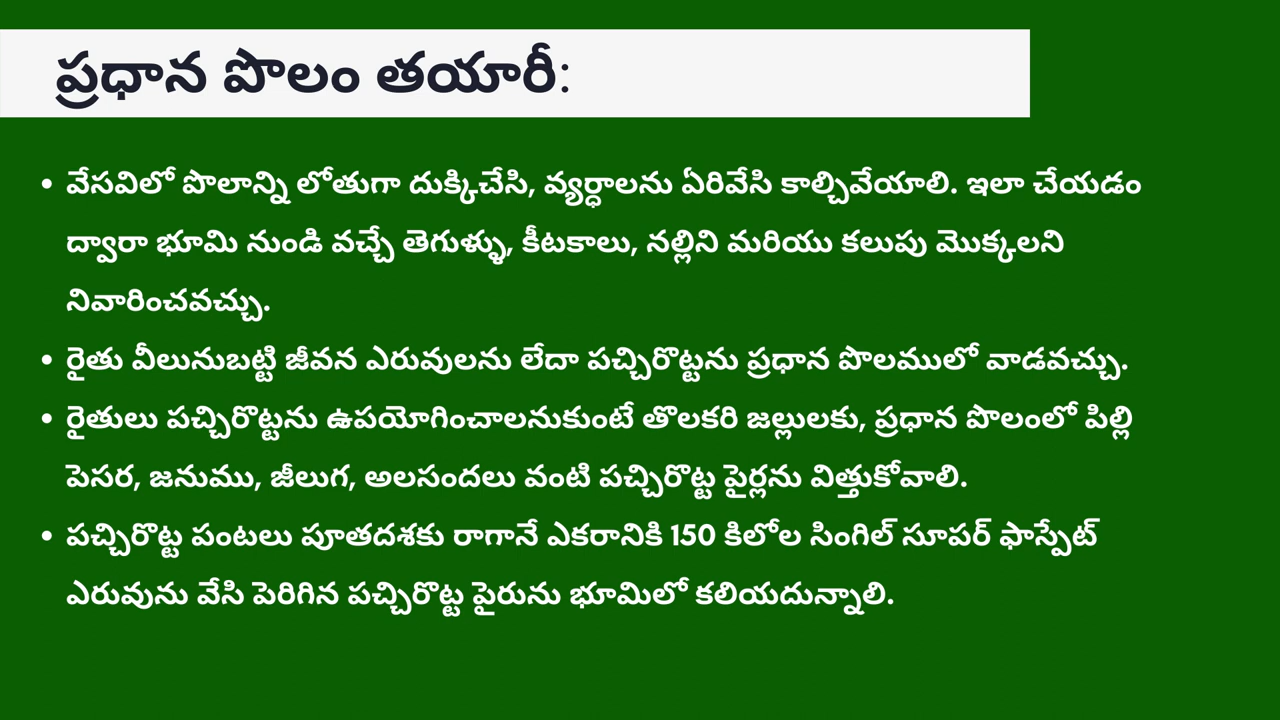 ప్రధాన పొలం తయారీ:
• వేసవిలో పొలాన్ని లోతుగా దుక్కిచేసి, వ్యర్ధాలను ఏరివేసి కాల్చివేయాలి. ఇలా చేయడం
ద్వారా భూమి నుండి వచ్చే తెగుళ్ళు, కీటకాలు, నల్లిని మరియు కలుపు మొక్కలని
నివారించవచ్చు.
• రైతు వీలునుబట్టి జీవన ఎరువులను లేదా పచ్చిరొట్టను ప్రధాన పొలములో వాడవచ్చు.
• రైతులు పచ్చిరొట్టను ఉపయోగించాలనుకుంటే తొలకరి జల్లులకు, ప్రధాన పొలంలో పిల్లి
పెసర, జనుము, జీలుగ, అలసందలు వంటి పచ్చిరొట్ట పైర్లను విత్తుకోవాలి.
• పచ్చిరొట్ట పంటలు పూతదశకు రాగానే ఎకరానికి 150 కిలోల సింగిల్ సూపర్ ఫాస్పేట్
ఎరువును వేసి పెరిగిన పచ్చిరొట్ట పైరును భూమిలో కలియదున్నాలి.